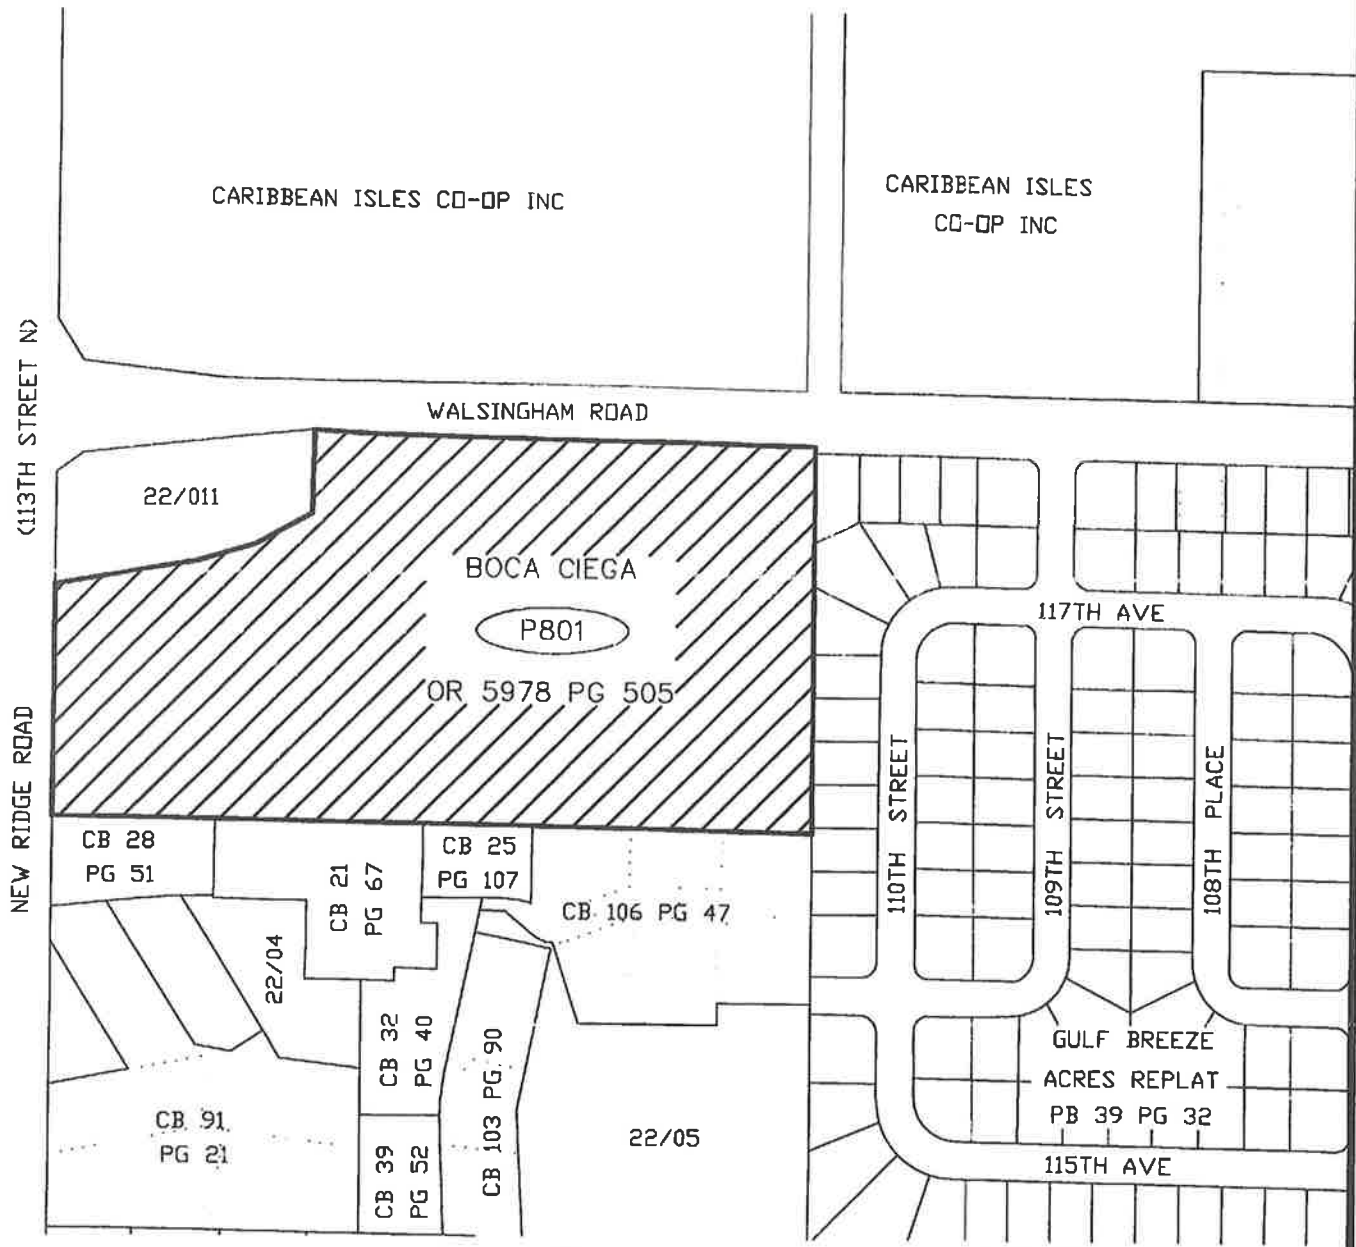 CARIBBEAN ISLES CO-OP INC
CARIBBEAN ISLES
CO-OP INC
(113TH STREET N)
WALSINGHAM ROAD
22/011
BOCA CIEGA
P801
OR 5978 PG 505
117TH AVE
NEW RIDGE ROAD
110TH STREET
109TH STREET
108TH PLACE
CB 28
PG 51
CB 21
PG 67
CB 25
PG 107
CB 106 PG 47
22/04
CB 32
PG 40
CB 103 PG 90
GULF BREEZE
ACRES REPLAT
PB 39 PG 32
CB 91
PG 21
CB 39
PG 52
22/05
115TH AVE